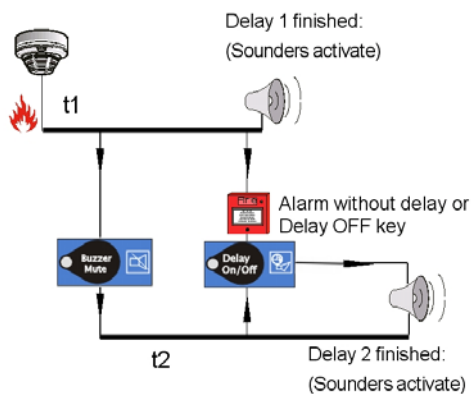 Delay 1 finished:
(Sounders activate)
t1
Alarm without delay or
Delay OFF key
Buzzer
Mute
Delay
On/Off
t2
Delay 2 finished:
(Sounders activate)